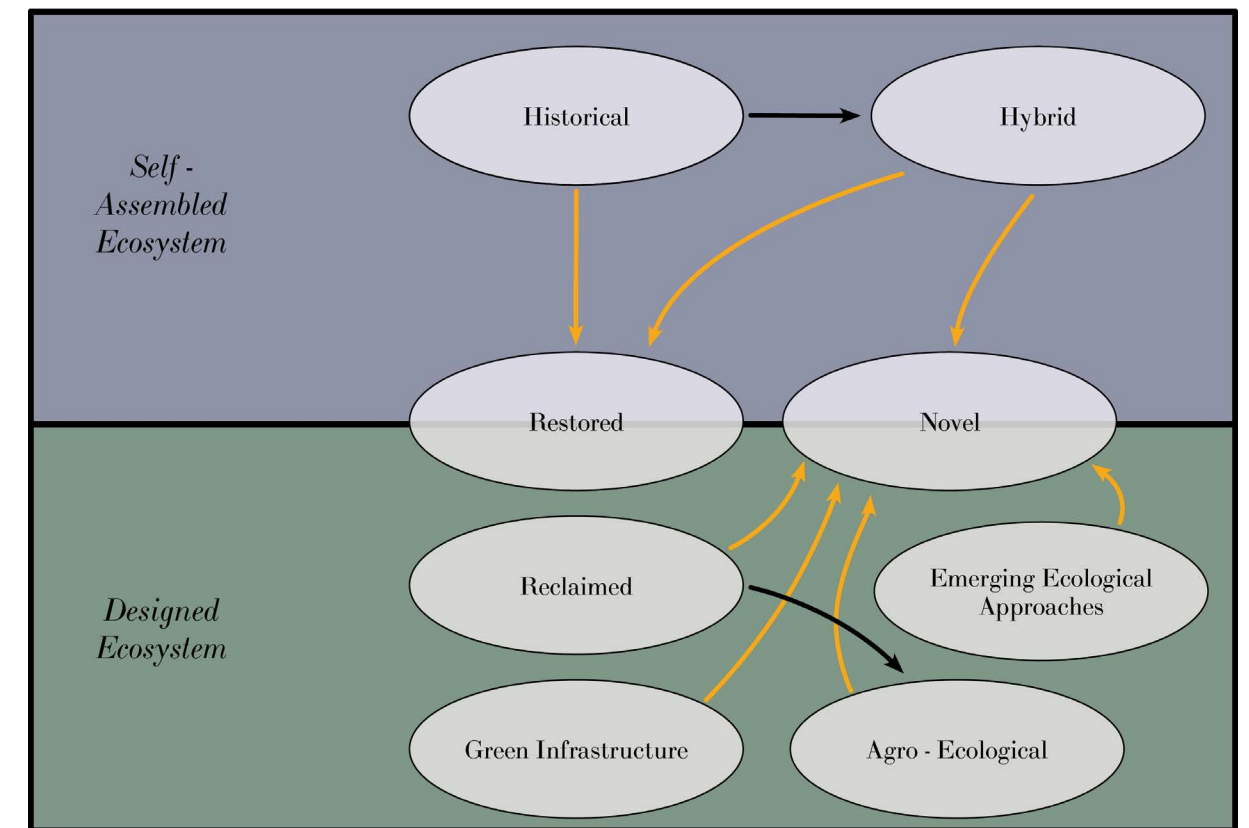 Historical
Hybrid
Self -
Assembled
Ecosystem
Restored
Novel
Reclaimed
Emerging Ecological
Approaches
Designed
Ecosystem
Green Infrastructure
Agro - Ecological